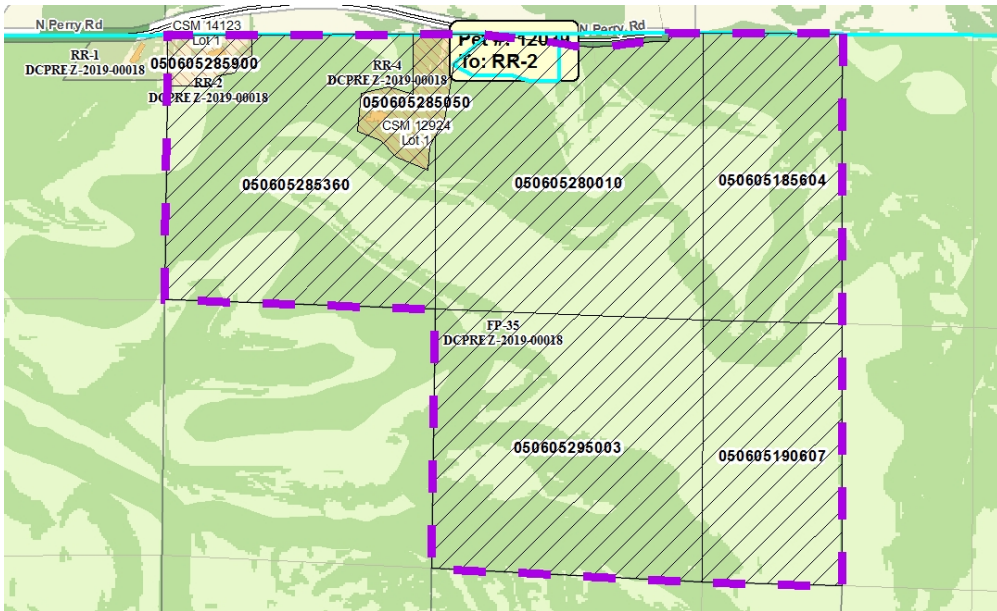 N Perry Rd
CSM 14123
Lot 1
N Perry Rd
RR-1
DCPREZ-2019-00018
050605285900
RR-2
DCPREZ-2019-00018
RR-4
DCPREZ-2019-00018
To: RR-2
050605285050
CSM 12924
Lot 1
050605285360
050605280010
050605185604
FP-35
DCPREZ-2019-00018
050605295003
050605190607